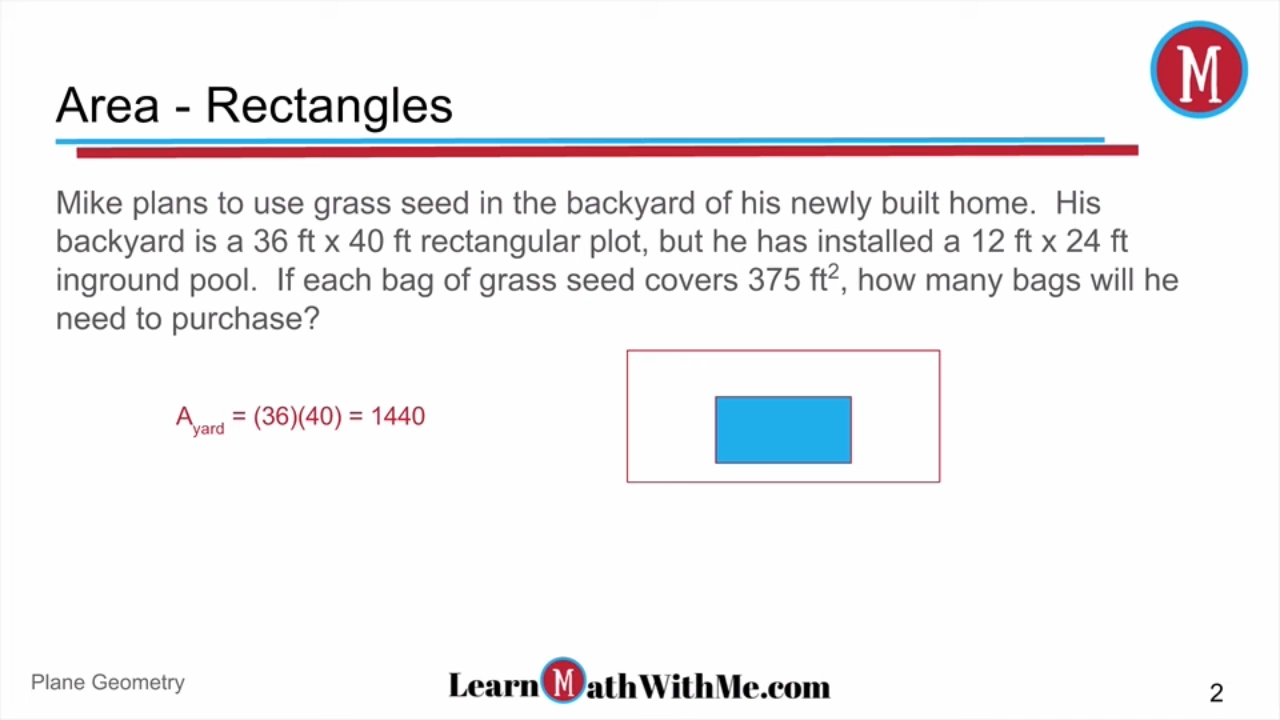 M
Area - Rectangles
Mike plans to use grass seed in the backyard of his newly built home.  His
backyard is a 36 ft x 40 ft rectangular plot, but he has installed a 12 ft x 24 ft
inground pool.  If each bag of grass seed covers 375 ft², how many bags will he
need to purchase?
A_yard = (36)(40) = 1440
Plane Geometry
LearnMathWithMe.com
2